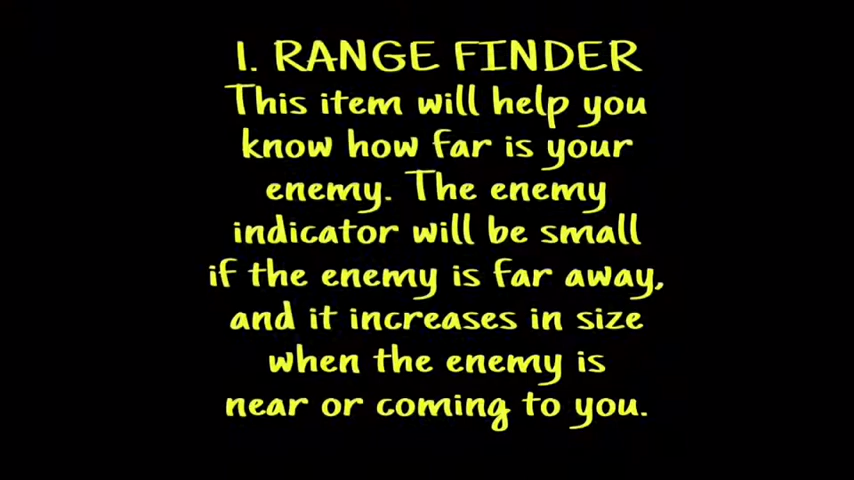 1. RANGE FINDER
This item will help you
know how far is your
enemy. The enemy
indicator will be small
if the enemy is far away,
and it increases in size
when the enemy is
near or coming to you.